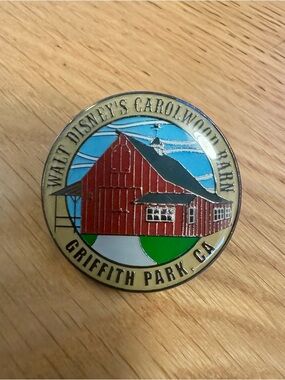 WALT DISNEY'S CAROLWOOD BARN
GRIFFITH PARK, CA